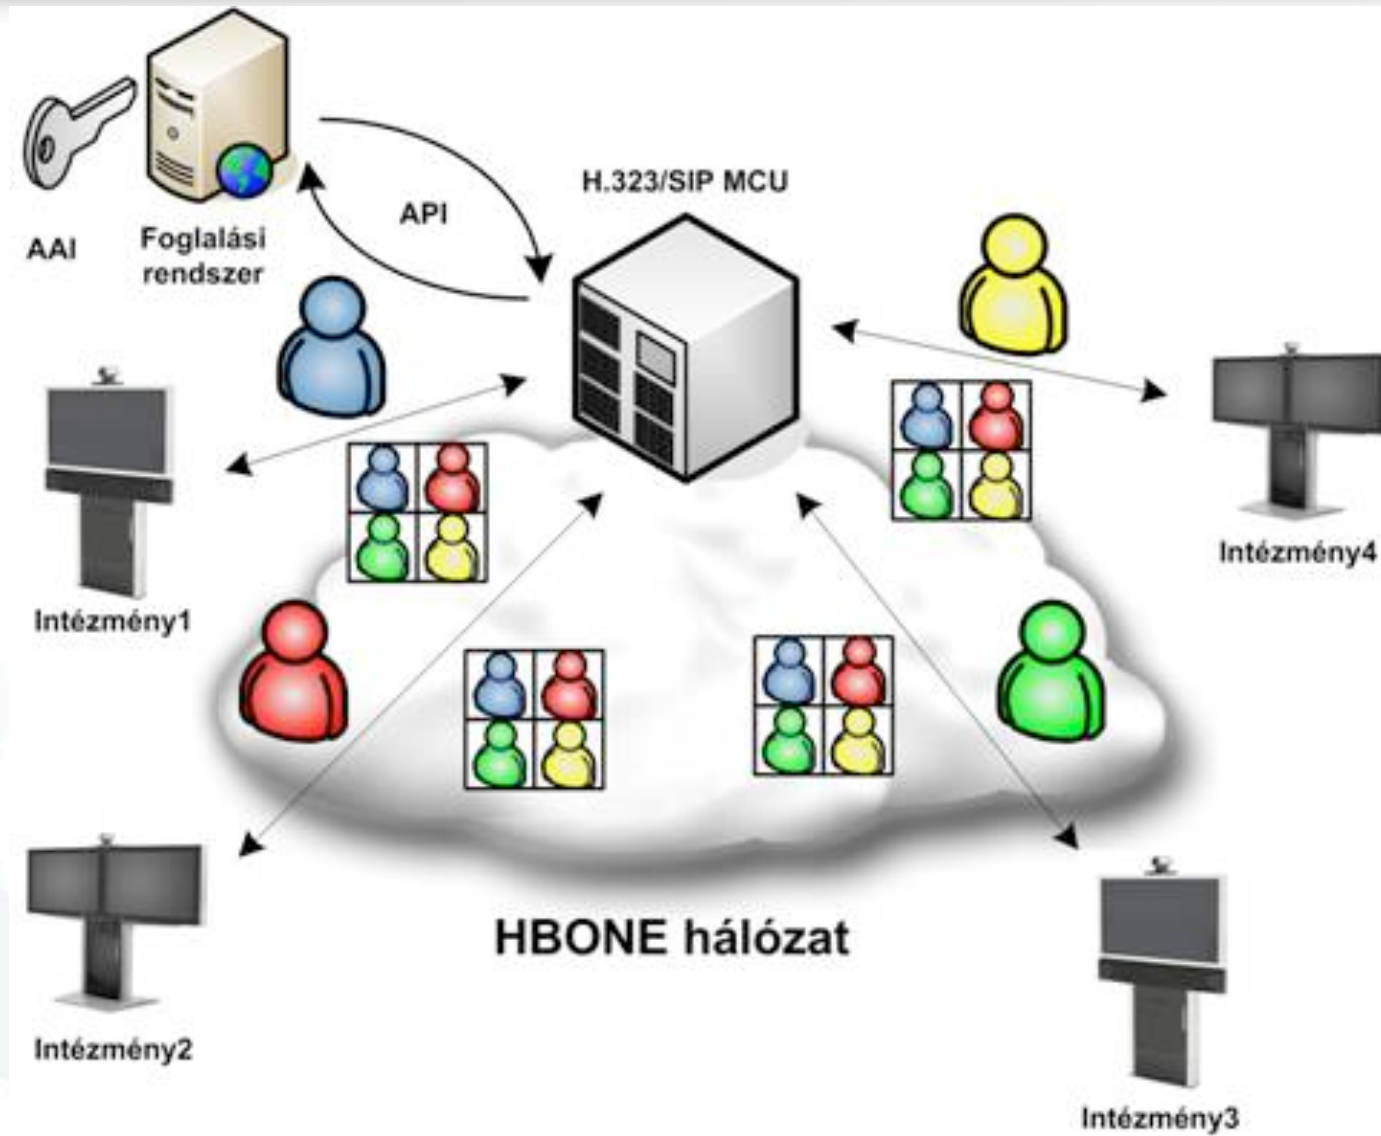 H.323/SIP MCU
API
AAI
Foglalási
rendszer
Intézmény4
Intézmény1
HBONE hálózat
Intézmény2
Intézmény3